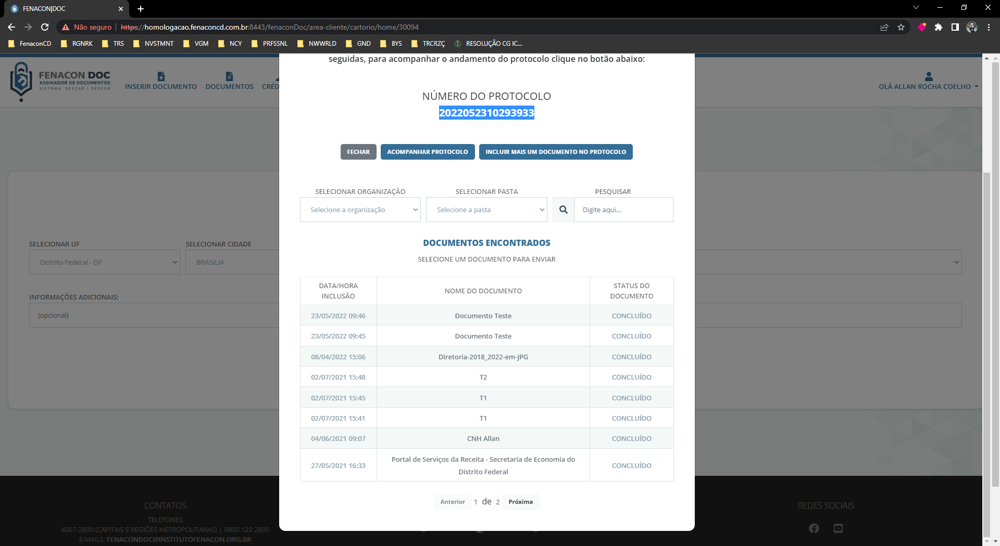 FENACON|DOC
Não seguro
https://homologacao.fenaconcd.com.br:8443/fenaconDoc/area-cliente/cartorio/home/30094
FenaconCD RGNRK TRS NVSTMNT VGM NCY PRFSSNL NWWRLD GND BYS TRCRZÇ RESOLUÇÃO CG IC...
seguidas, para acompanhar o andamento do protocolo clique no botão abaixo:
FENACON DOC
ASSINADOR DE DOCUMENTOS
SISTEMA SESCAP | SESCON
INSERIR DOCUMENTO DOCUMENTOS CRÉD
OLÁ ALLAN ROCHA COELHO
NÚMERO DO PROTOCOLO
2022052310293933
FECHAR ACOMPANHAR PROTOCOLO INCLUIR MAIS UM DOCUMENTO NO PROTOCOLO
SELECIONAR ORGANIZAÇÃO SELECIONAR PASTA PESQUISAR
Selecione a organização Selecione a pasta Digite aqui...
DOCUMENTOS ENCONTRADOS
SELECIONE UM DOCUMENTO PARA ENVIAR
SELECIONAR UF SELECIONAR CIDADE
Distrito Federal - DF BRASILIA
INFORMAÇÕES ADICIONAIS:
(opcional)
DATA/HORA INCLUSÃO NOME DO DOCUMENTO STATUS DO DOCUMENTO
23/05/2022 09:46 Documento Teste CONCLUÍDO
23/05/2022 09:45 Documento Teste CONCLUÍDO
08/04/2022 15:06 Diretoria-2018_2022-em-JPG CONCLUÍDO
02/07/2021 15:48 T2 CONCLUÍDO
02/07/2021 15:45 T1 CONCLUÍDO
02/07/2021 15:41 T1 CONCLUÍDO
04/06/2021 09:07 CNH Allan CONCLUÍDO
27/05/2021 16:33 Portal de Serviços da Receita - Secretaria de Economia do Distrito Federal CONCLUÍDO
Anterior 1 de 2 Próxima
CONTATOS
TELEFONES
4007-2600 (CAPITAIS E REGIÕES METROPOLITANAS) | 0800 123 2600
E-MAILS: FENACONDOC@INSTITUTOFENACON.ORG.BR
REDES SOCIAIS